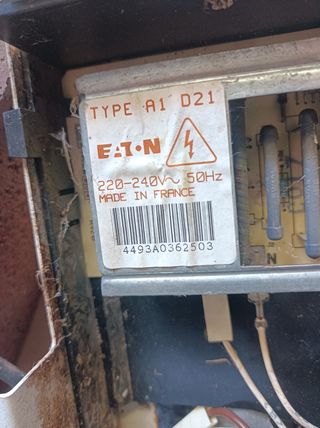 TYPE A1 D21
EATON
220-240V~ 50Hz
MADE IN FRANCE
4493A0362503
N